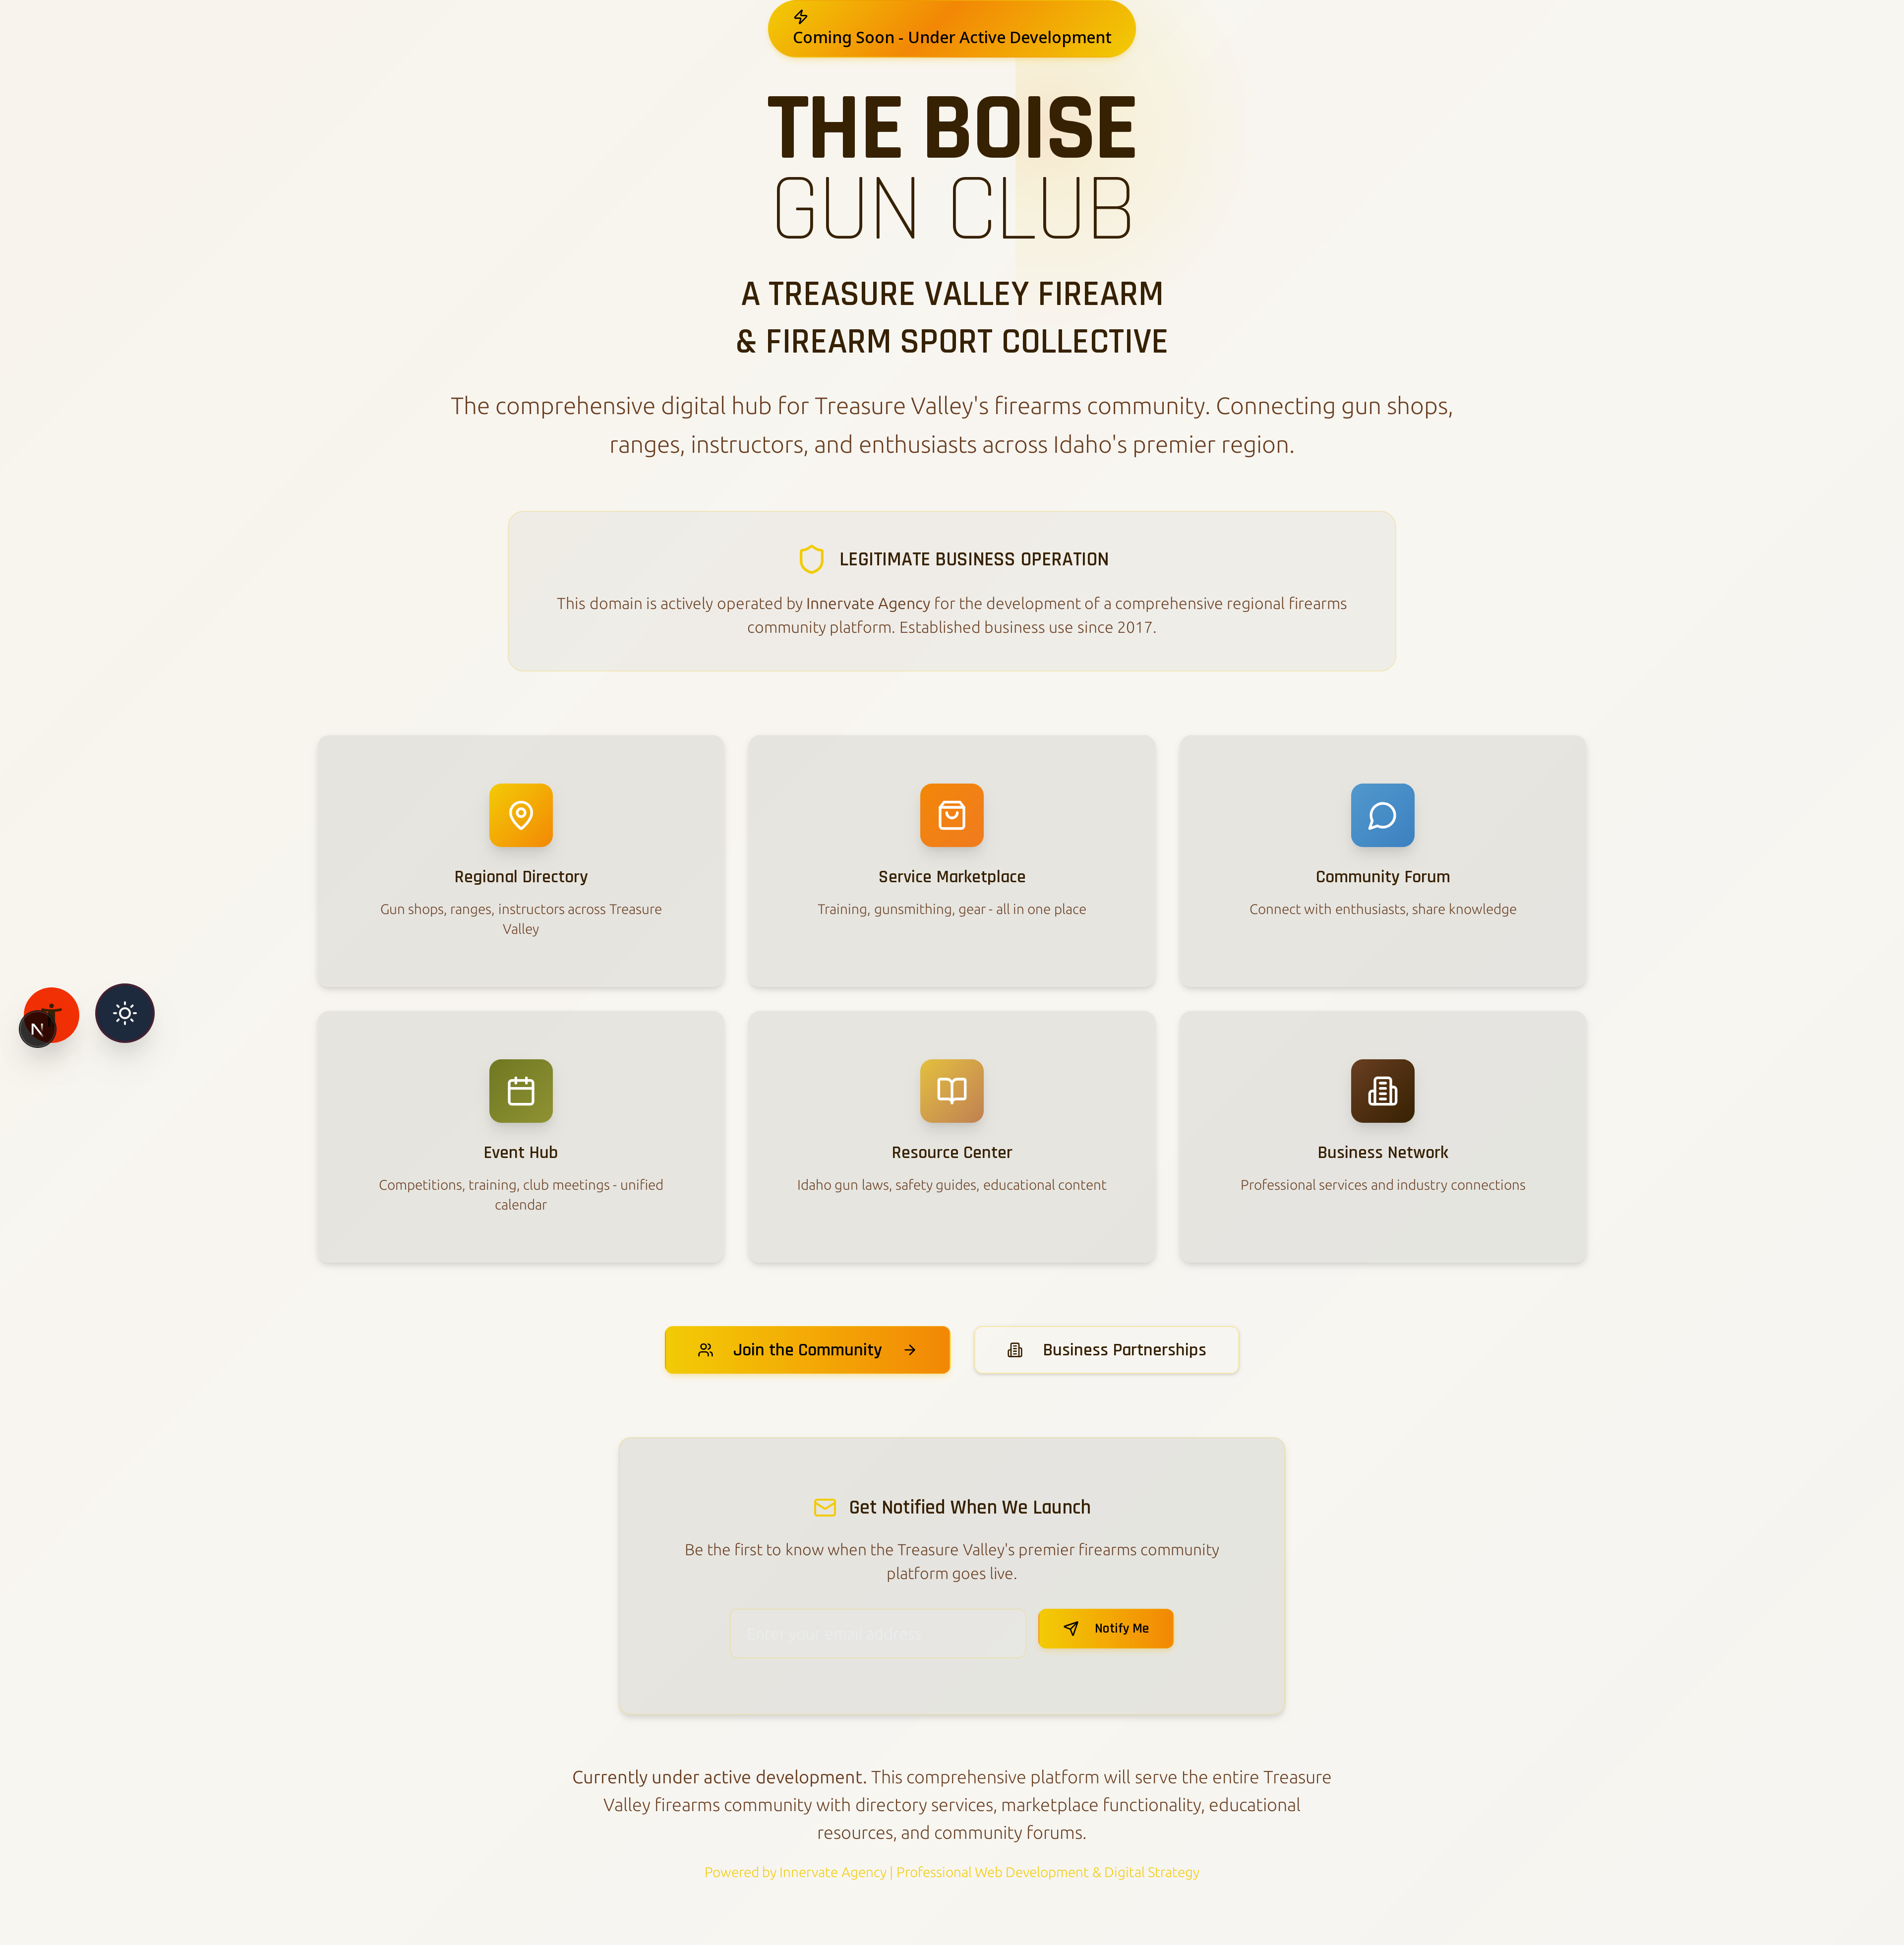 Coming Soon - Under Active Development
THE BOISE
GUN CLUB
A TREASURE VALLEY FIREARM
& FIREARM SPORT COLLECTIVE
The comprehensive digital hub for Treasure Valley's firearms community. Connecting gun shops,
ranges, instructors, and enthusiasts across Idaho's premier region.
LEGITIMATE BUSINESS OPERATION
This domain is actively operated by Innervate Agency for the development of a comprehensive regional firearms
community platform. Established business use since 2017.
Regional Directory
Gun shops, ranges, instructors across Treasure
Valley
Service Marketplace
Training, gunsmithing, gear - all in one place
Community Forum
Connect with enthusiasts, share knowledge
N
Event Hub
Competitions, training, club meetings - unified
calendar
Resource Center
Idaho gun laws, safety guides, educational content
Business Network
Professional services and industry connections
Join the Community
Business Partnerships
Get Notified When We Launch
Be the first to know when the Treasure Valley's premier firearms community
platform goes live.
Enter your email address
Notify Me
Currently under active development. This comprehensive platform will serve the entire Treasure
Valley firearms community with directory services, marketplace functionality, educational
resources, and community forums.
Powered by Innervate Agency | Professional Web Development & Digital Strategy